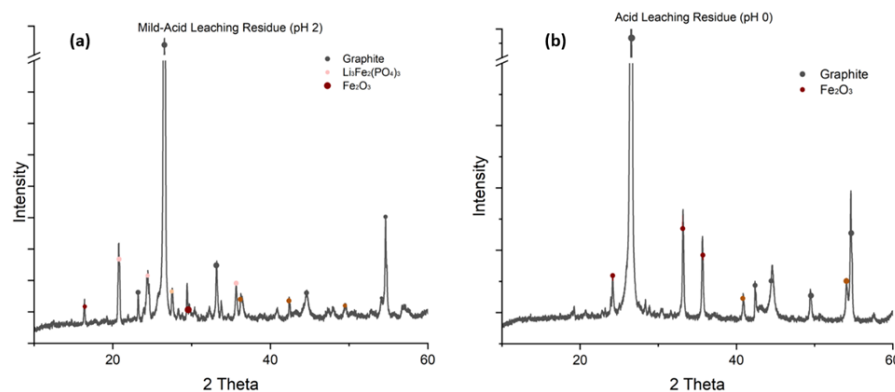 (a)
Mild-Acid Leaching Residue (pH 2)
Graphite
Li₃Fe₂(PO₄)₃
Fe₂O₃
Intensity
20
40
60
2 Theta
(b)
Acid Leaching Residue (pH 0)
Graphite
Fe₂O₃
Intensity
20
40
60
2 Theta